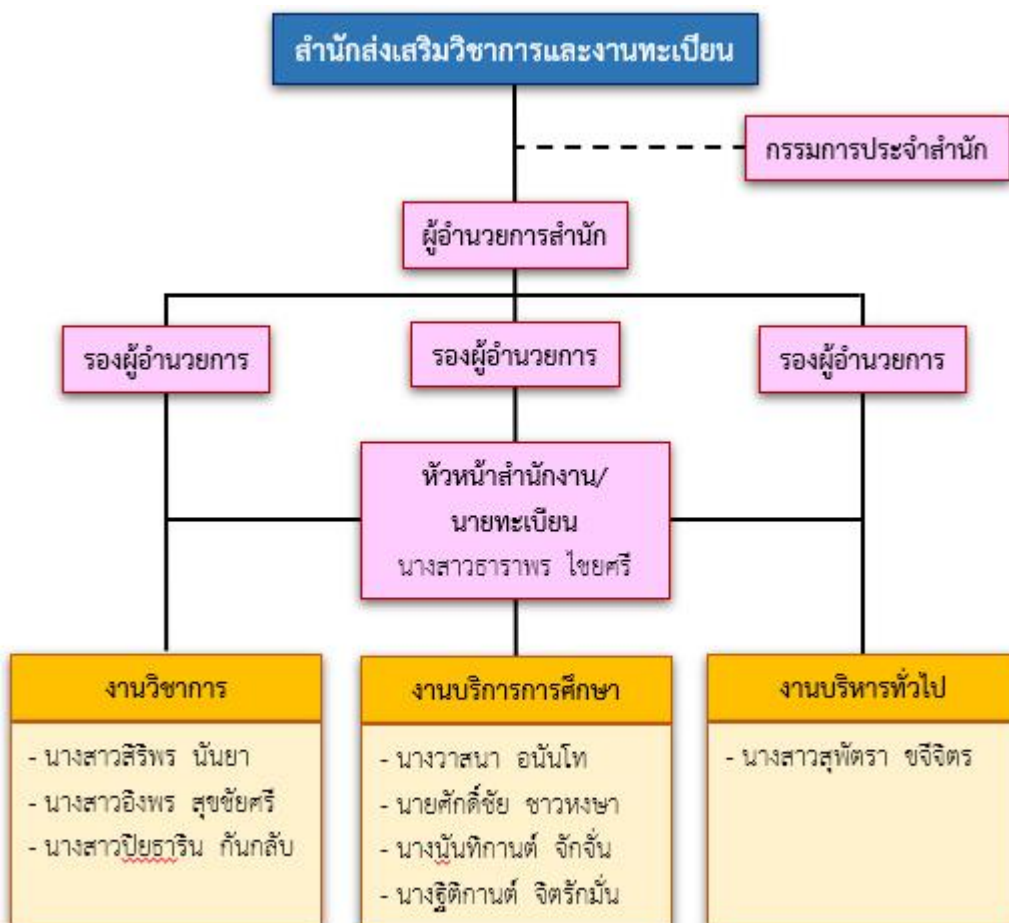 สำนักส่งเสริมวิชาการและงานทะเบียน
กรรมการประจำสำนัก
ผู้อำนวยการสำนัก
รองผู้อำนวยการ
รองผู้อำนวยการ
รองผู้อำนวยการ
หัวหน้าสำนักงาน/
นายทะเบียน
นางสาวธาราพร ไชยศรี
งานวิชาการ
- นางสาวสิริพร นันยา
- นางสาวอิงพร สุขชัยศรี
- นางสาวปิยธาริน กันกลับ
งานบริการการศึกษา
- นางวาสนา อนันโท
- นายศักดิ์ชัย ชาวหงษา
- นางนันทิกานต์ จักจั่น
- นางฐิติกานต์ จิตรักมั่น
งานบริหารทั่วไป
- นางสาวสุพัตรา ขจีจิตร